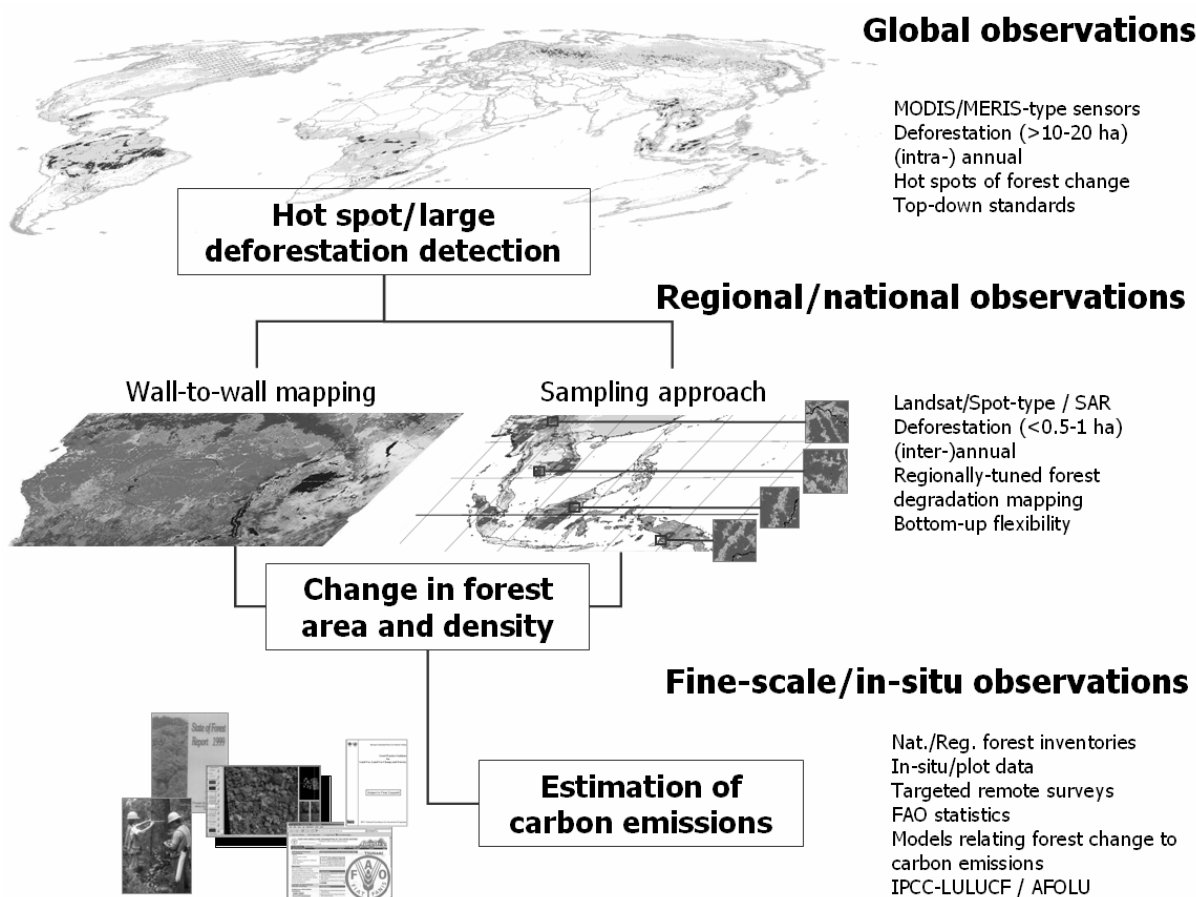 Global observations
MODIS/MERIS-type sensors
Deforestation (>10-20 ha)
(intra-) annual
Hot spots of forest change
Top-down standards
Hot spot/large
deforestation detection
Regional/national observations
Wall-to-wall mapping
Sampling approach
Landsat/Spot-type / SAR
Deforestation (<0.5-1 ha)
(inter-)annual
Regionally-tuned forest
degradation mapping
Bottom-up flexibility
Change in forest
area and density
Fine-scale/in-situ observations
State of Forest
Report 1999
Estimation of
carbon emissions
Nat./Reg. forest inventories
In-situ/plot data
Targeted remote surveys
FAO statistics
Models relating forest change to
carbon emissions
IPCC-LULUCF / AFOLU